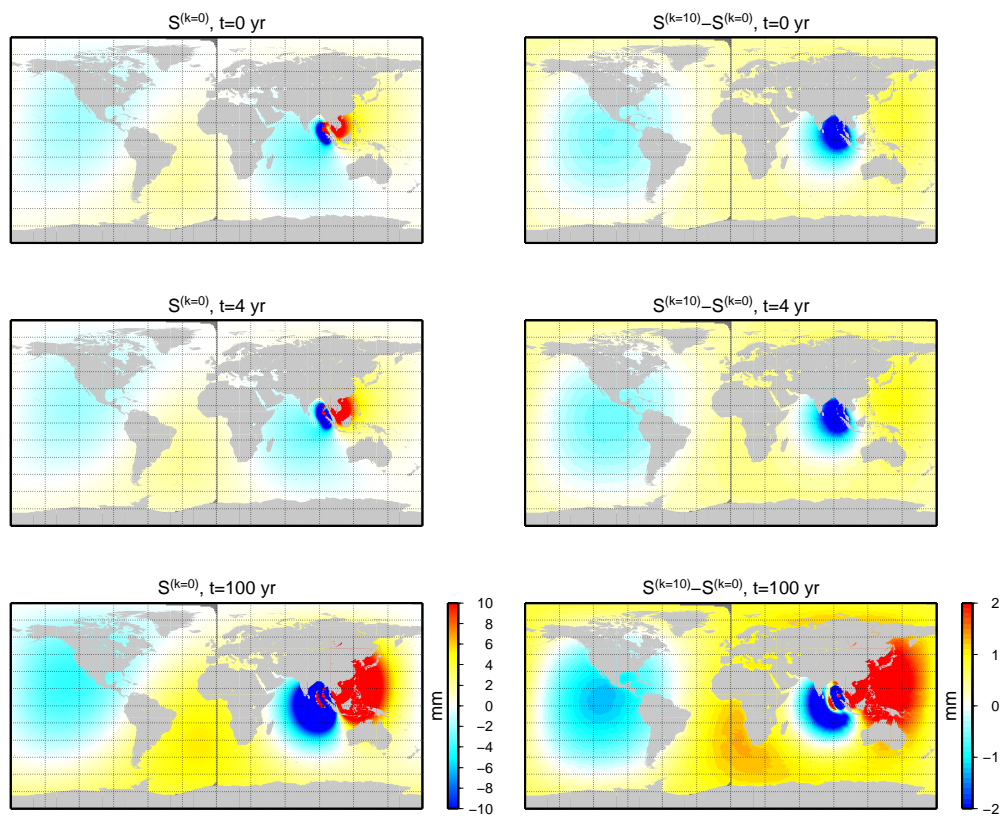 S(k=0), t=0 yr
S(k=10)−S(k=0), t=0 yr
S(k=0), t=4 yr
S(k=10)−S(k=0), t=4 yr
S(k=0), t=100 yr
S(k=10)−S(k=0), t=100 yr
10
8
6
4
2
0
−2
−4
−6
−8
−10
mm
2
1
0
−1
−2
mm